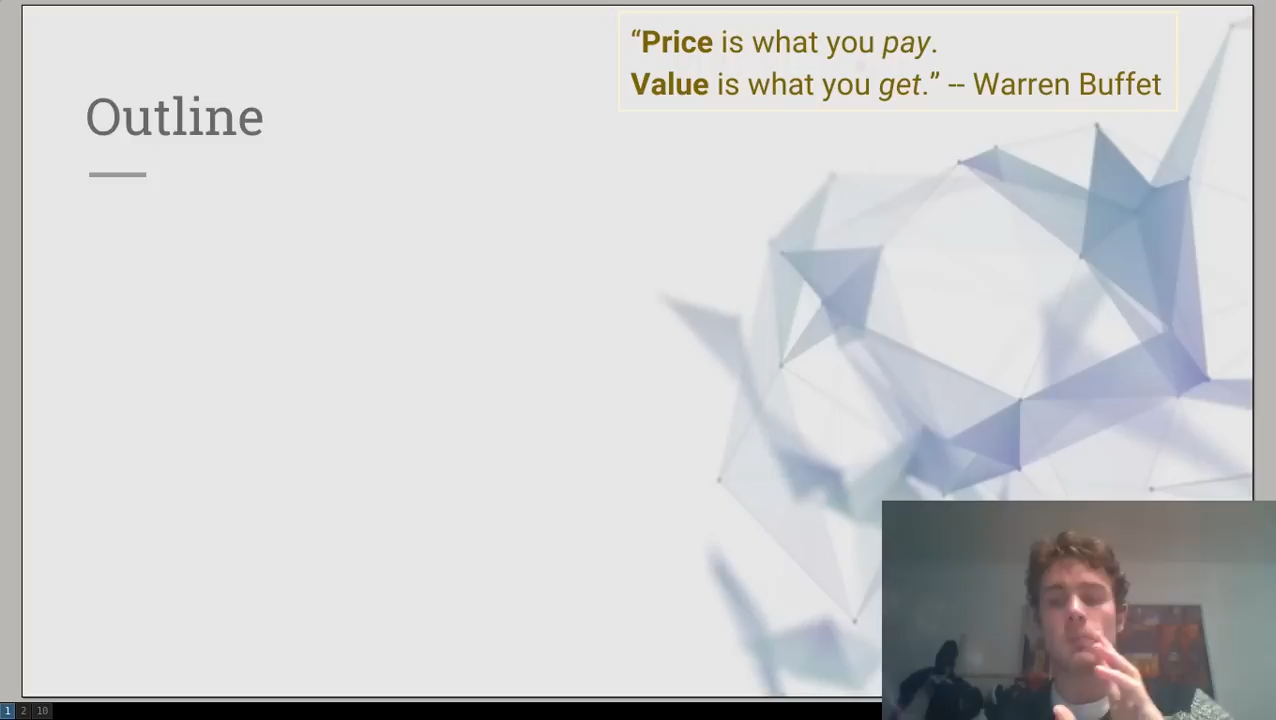 “Price is what you pay.
Value is what you get.” -- Warren Buffet
Outline
1 2 10